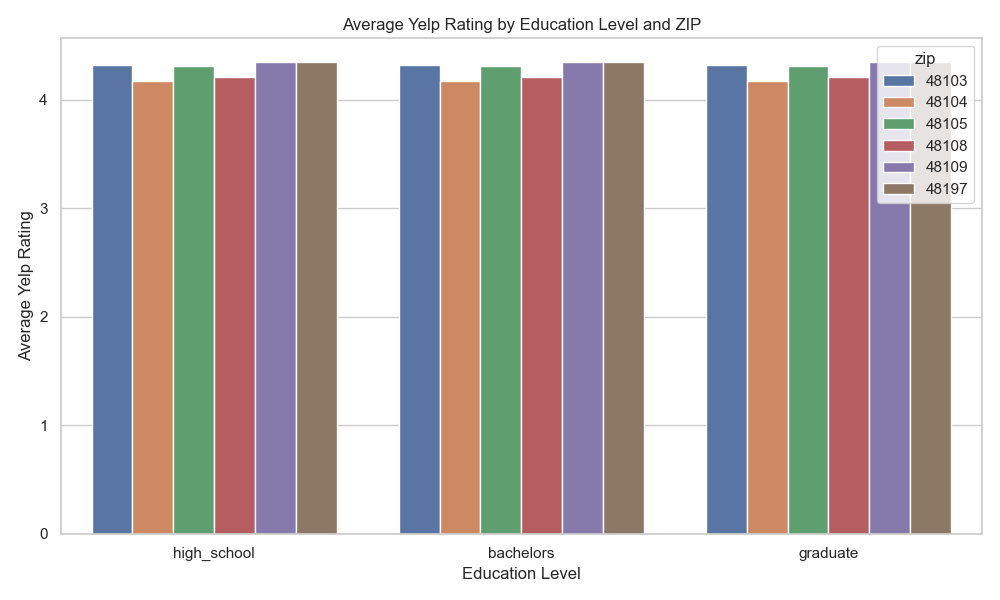 Average Yelp Rating by Education Level and ZIP
Average Yelp Rating
4
3
2
1
0
high_school
bachelors
graduate
Education Level
zip
48103
48104
48105
48108
48109
48197